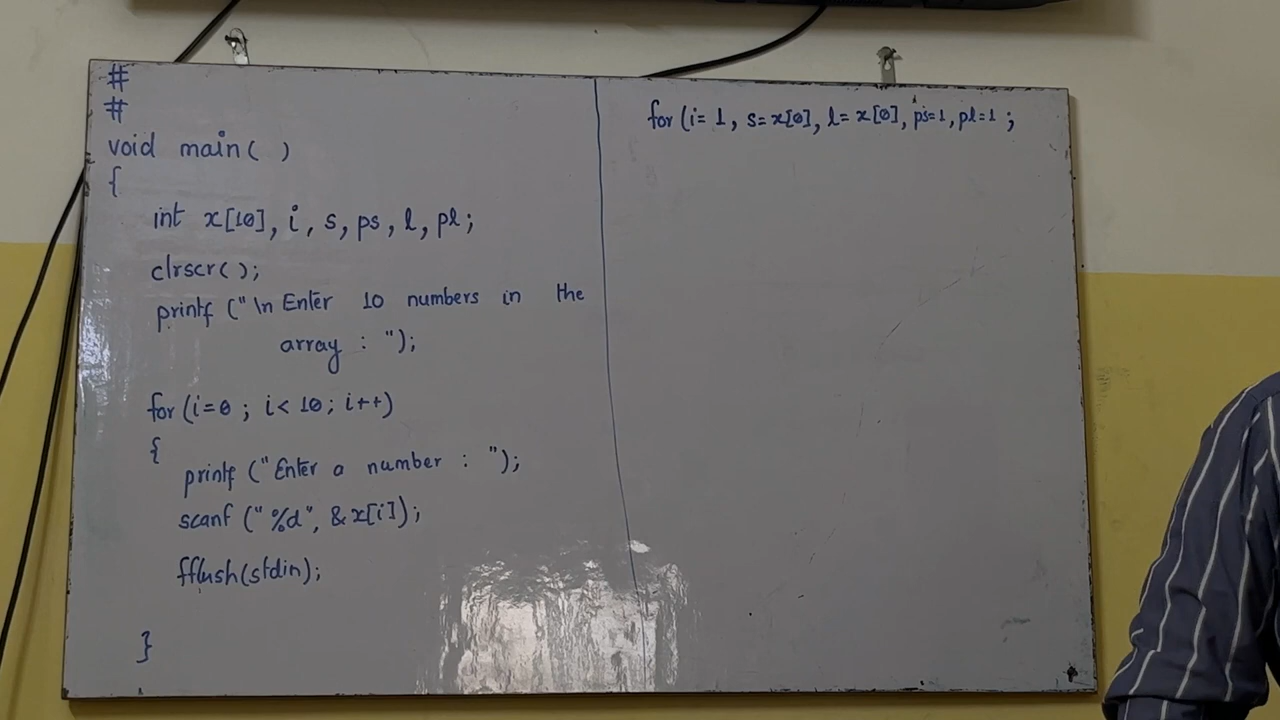 #
#
void main( )
{
int x[10], i, s, ps, l, pl;
clrscr( );
printf ("\n Enter 10 numbers in the
array : ");
for (i=0 ; i< 10; i++)
{
printf ("Enter a number : ");
scanf ("%d", &x[i]);
fflush(stdin);
}
for (i= 1, s= x[0], l= x[0], ps=1, pl=1 ;